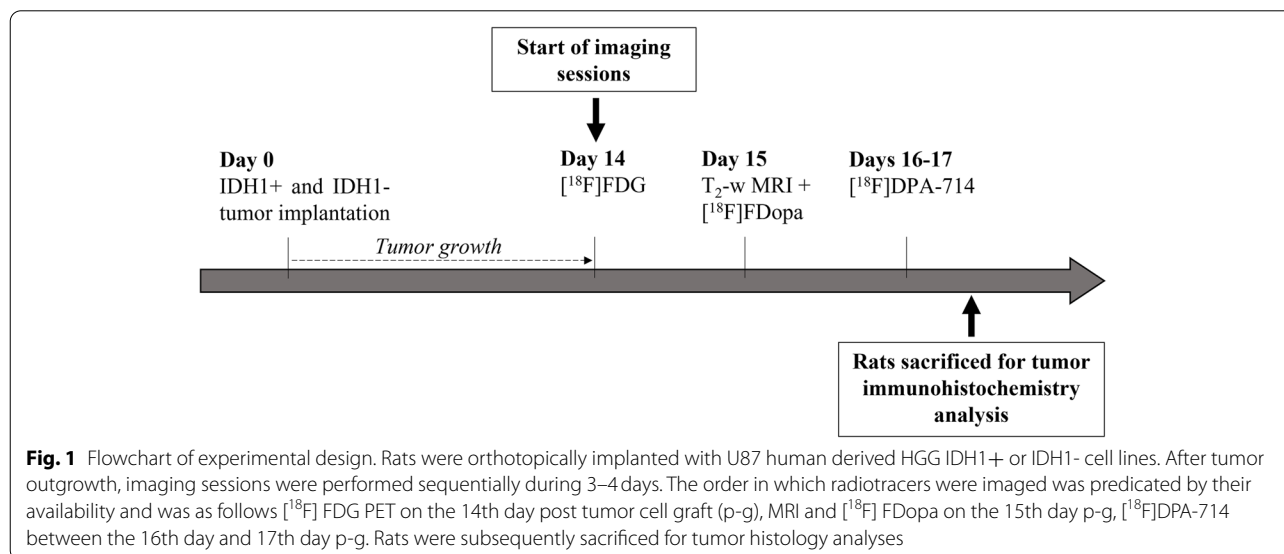 Start of imaging
sessions
Day 0
IDH1+ and IDH1-
tumor implantation
Day 14
[¹⁸F]FDG
Day 15
T₂-w MRI +
[¹⁸F]FDopa
Days 16-17
[¹⁸F]DPA-714
Tumor growth
Rats sacrificed for tumor
immunohistochemistry
analysis
Fig. 1 Flowchart of experimental design. Rats were orthotopically implanted with U87 human derived HGG IDH1+ or IDH1- cell lines. After tumor
outgrowth, imaging sessions were performed sequentially during 3–4 days. The order in which radiotracers were imaged was predicated by their
availability and was as follows [¹⁸F] FDG PET on the 14th day post tumor cell graft (p-g), MRI and [¹⁸F] FDopa on the 15th day p-g, [¹⁸F]DPA-714
between the 16th day and 17th day p-g. Rats were subsequently sacrificed for tumor histology analyses